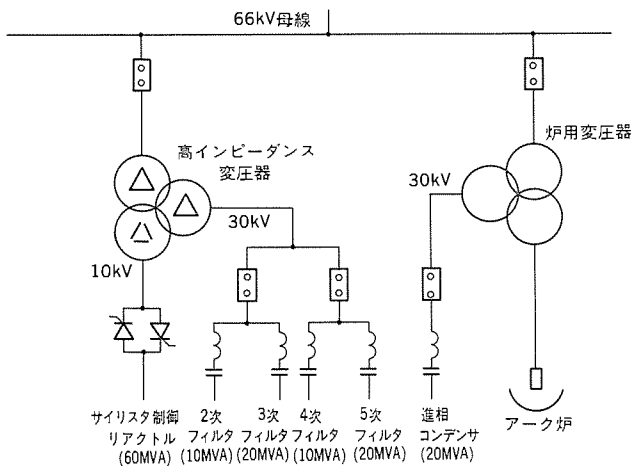 66kV母線
高インピーダンス
変圧器
炉用変圧器
30kV
30kV
10kV
サイリスタ制御
リアクトル
(60MVA)
2次
フィルタ
(10MVA)
3次
フィルタ
(20MVA)
4次
フィルタ
(10MVA)
5次
フィルタ
(20MVA)
進相
コンデンサ
(20MVA)
アーク炉